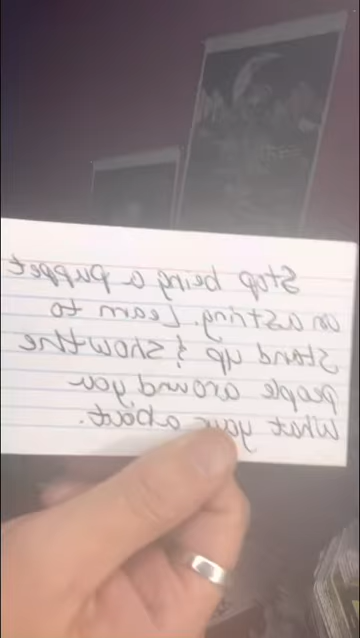 Stop being a puppet
on a string. Learn to
stand up & show the
people around you
what your about.